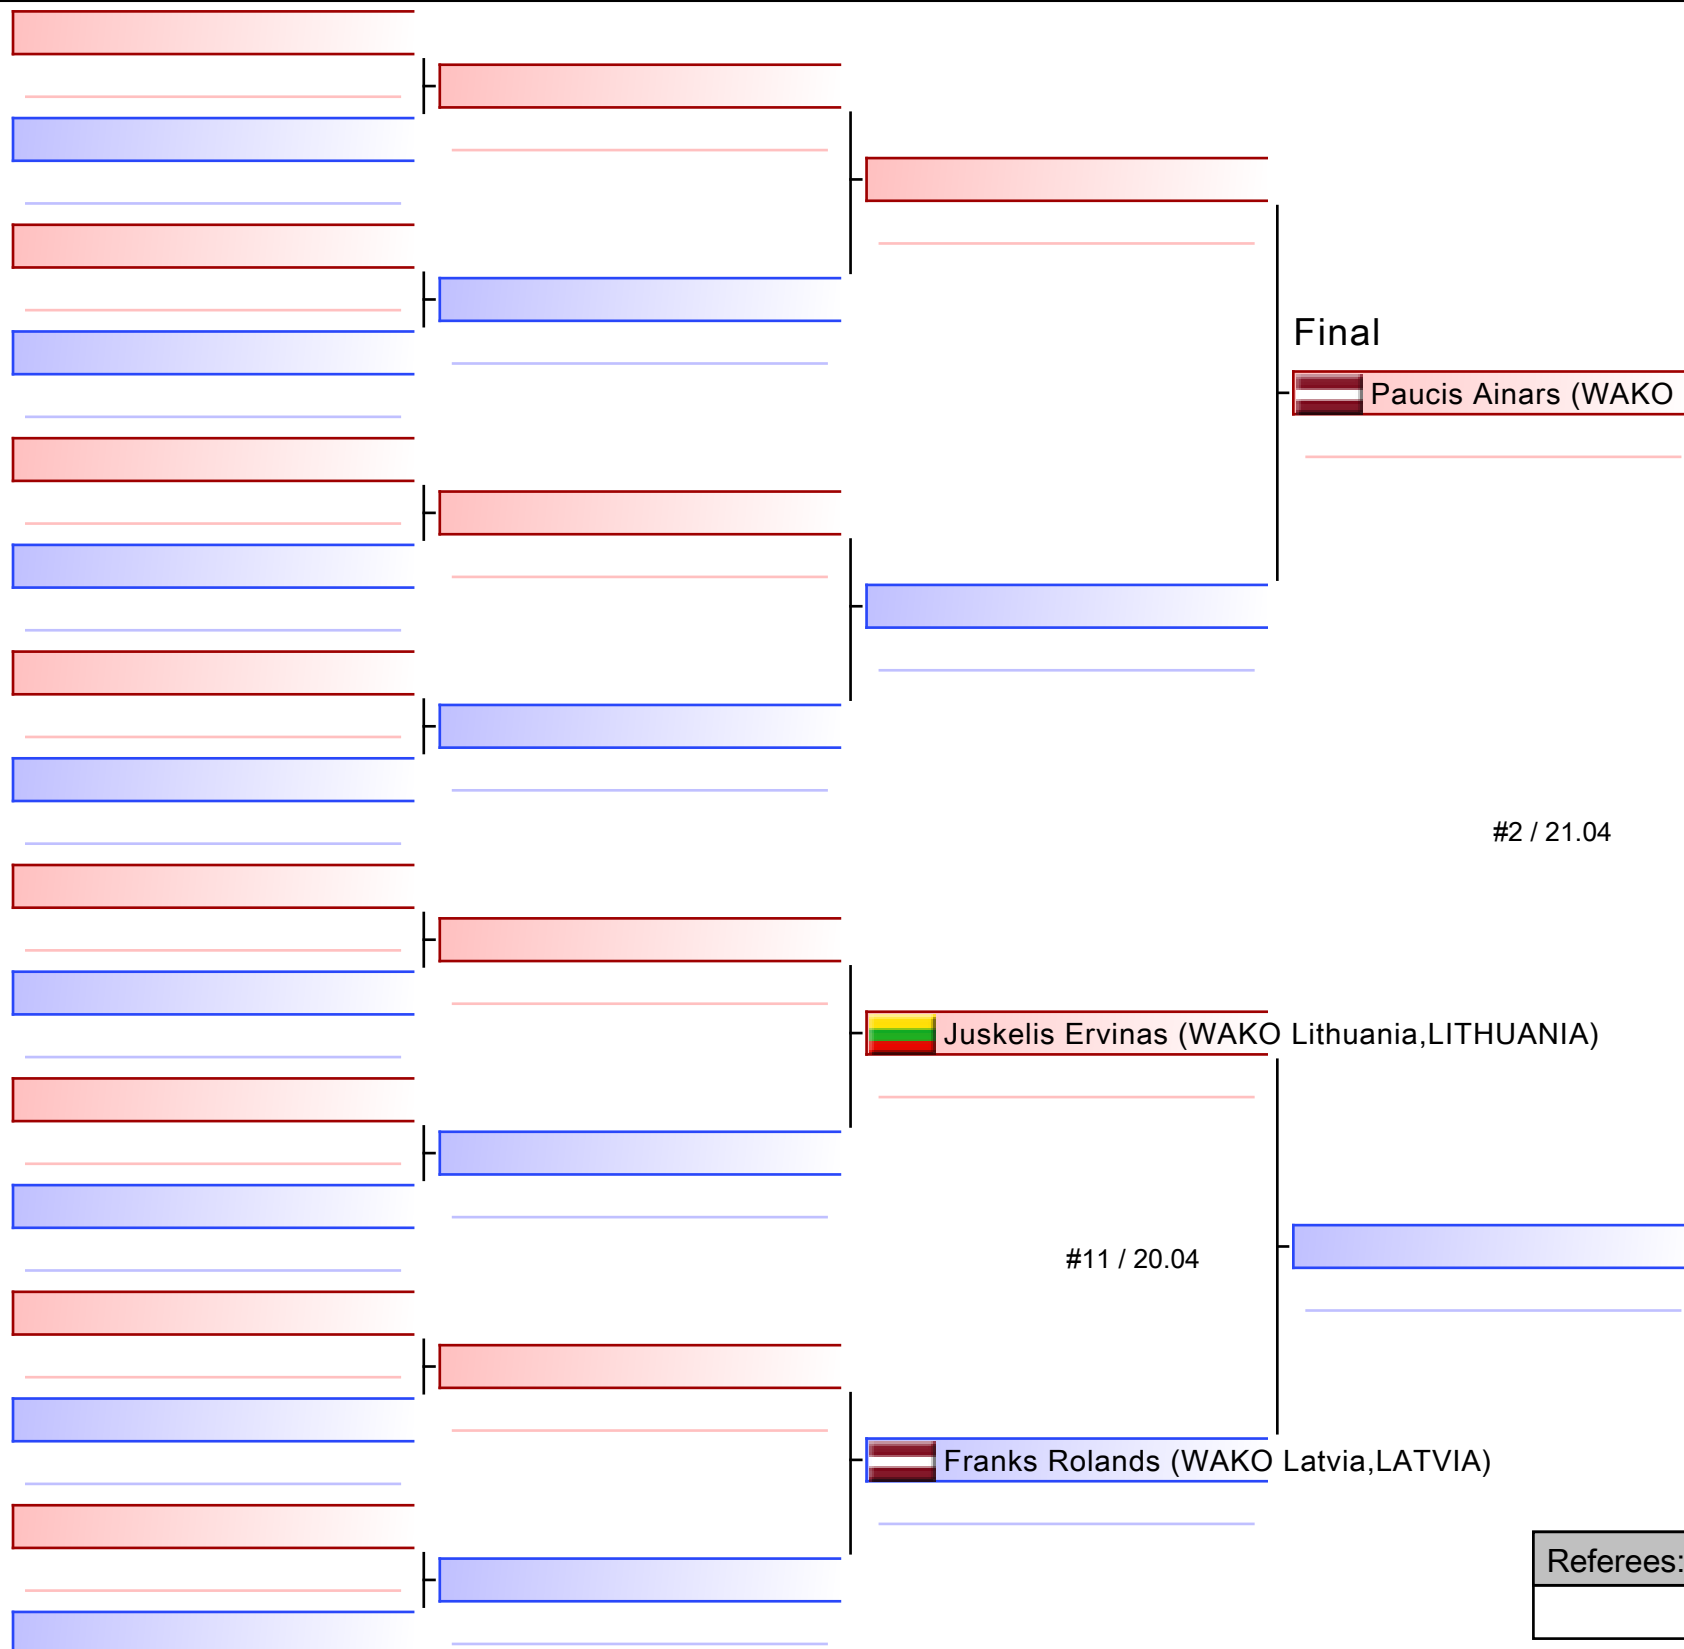 Final
Paucis Ainars (WAKO
#2 / 21.04
Juskelis Ervinas (WAKO Lithuania,LITHUANIA)
#11 / 20.04
Franks Rolands (WAKO Latvia,LATVIA)
Referees: